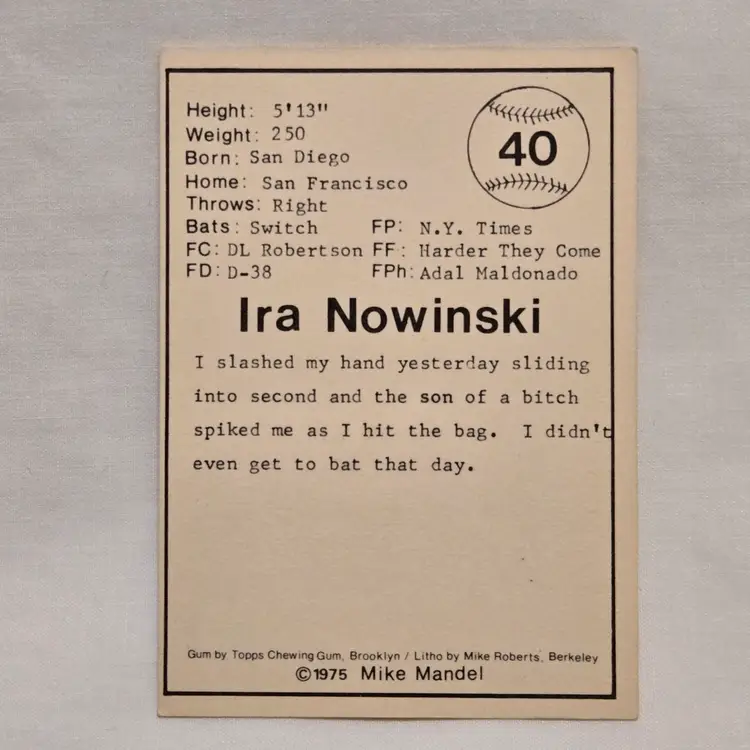 Height: 5'13"
Weight: 250
Born: San Diego
Home: San Francisco
Throws: Right
Bats: Switch FP: N.Y. Times
FC: DL Robertson FF: Harder They Come
FD: D-38 FPh: Adal Maldonado
40
Ira Nowinski
I slashed my hand yesterday sliding
into second and the son of a bitch
spiked me as I hit the bag. I didn't
even get to bat that day.
Gum by Topps Chewing Gum, Brooklyn / Litho by Mike Roberts, Berkeley
©1975 Mike Mandel